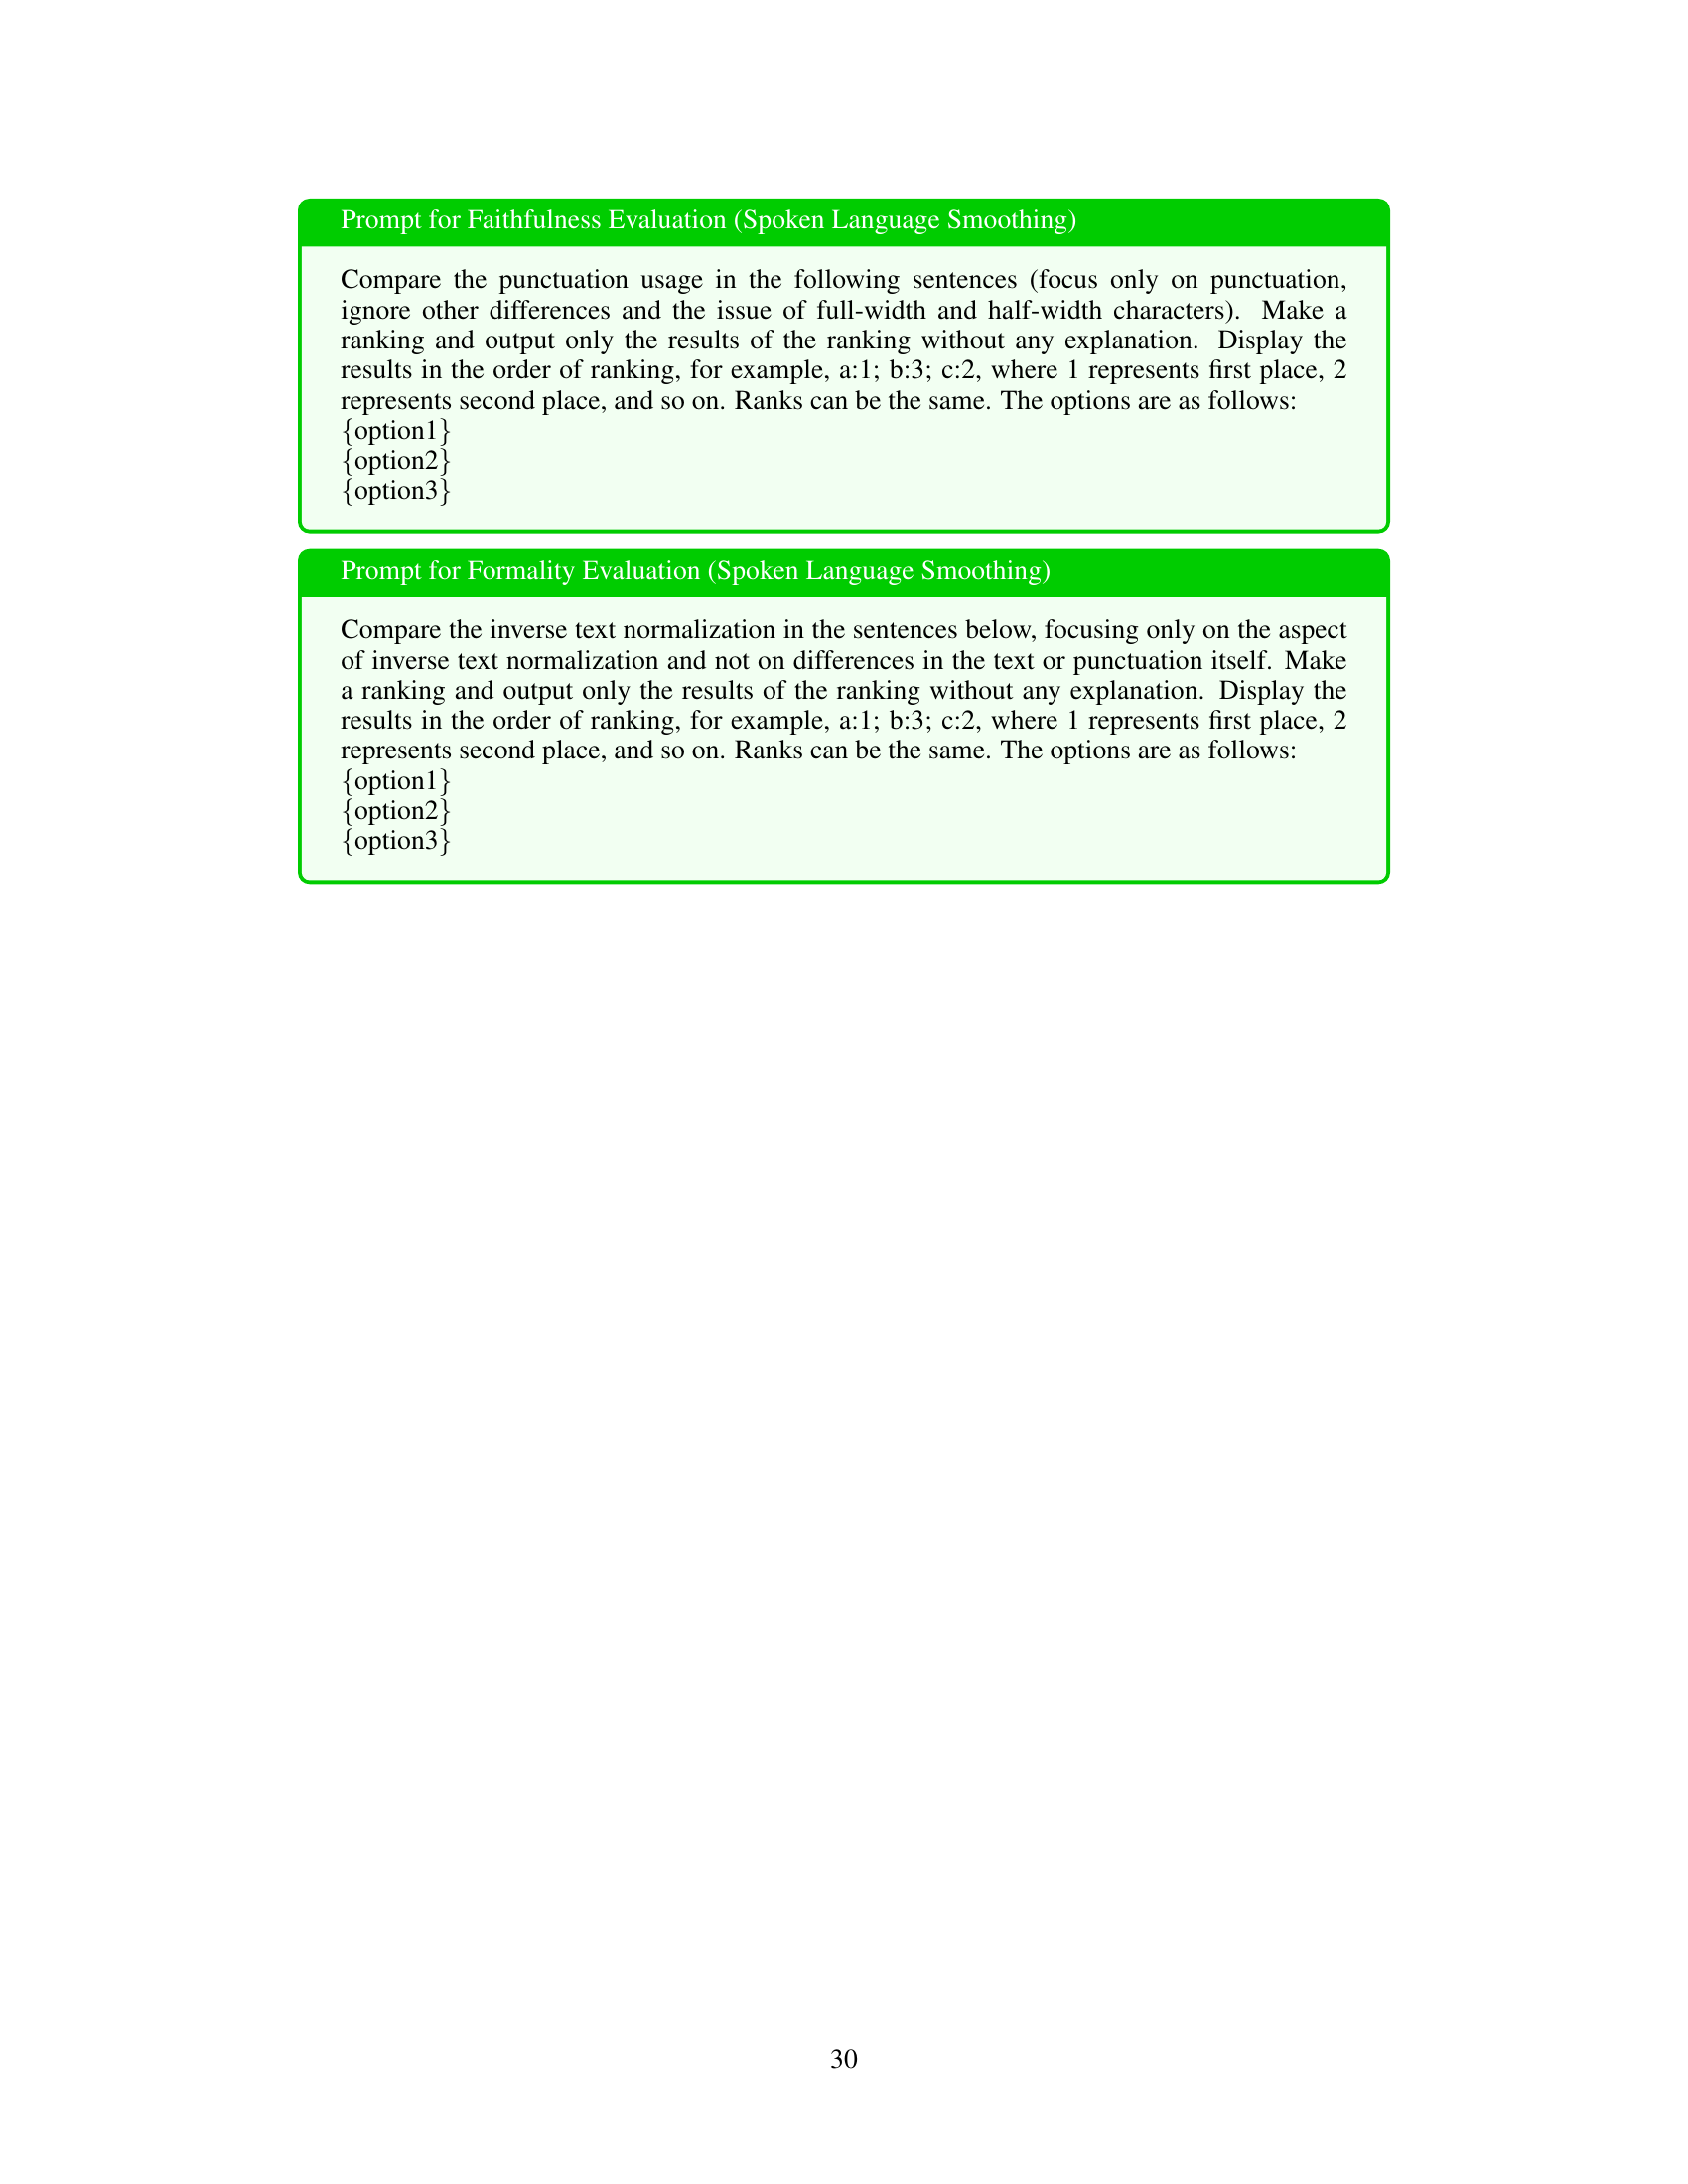 Prompt for Faithfulness Evaluation (Spoken Language Smoothing)
Compare the punctuation usage in the following sentences (focus only on punctuation,
ignore other differences and the issue of full-width and half-width characters). Make a
ranking and output only the results of the ranking without any explanation. Display the
results in the order of ranking, for example, a:1; b:3; c:2, where 1 represents first place, 2
represents second place, and so on. Ranks can be the same. The options are as follows:
{option1}
{option2}
{option3}
Prompt for Formality Evaluation (Spoken Language Smoothing)
Compare the inverse text normalization in the sentences below, focusing only on the aspect
of inverse text normalization and not on differences in the text or punctuation itself. Make
a ranking and output only the results of the ranking without any explanation. Display the
results in the order of ranking, for example, a:1; b:3; c:2, where 1 represents first place, 2
represents second place, and so on. Ranks can be the same. The options are as follows:
{option1}
{option2}
{option3}
30